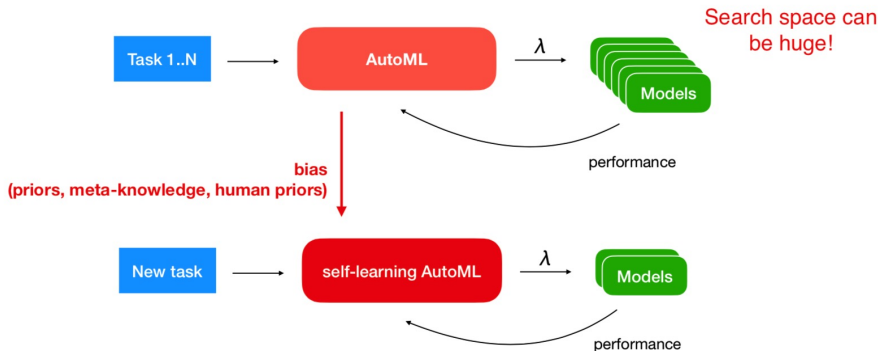 Search space can
be huge!
Task 1..N
AutoML
λ
Models
performance
bias
(priors, meta-knowledge, human priors)
New task
self-learning AutoML
λ
Models
performance